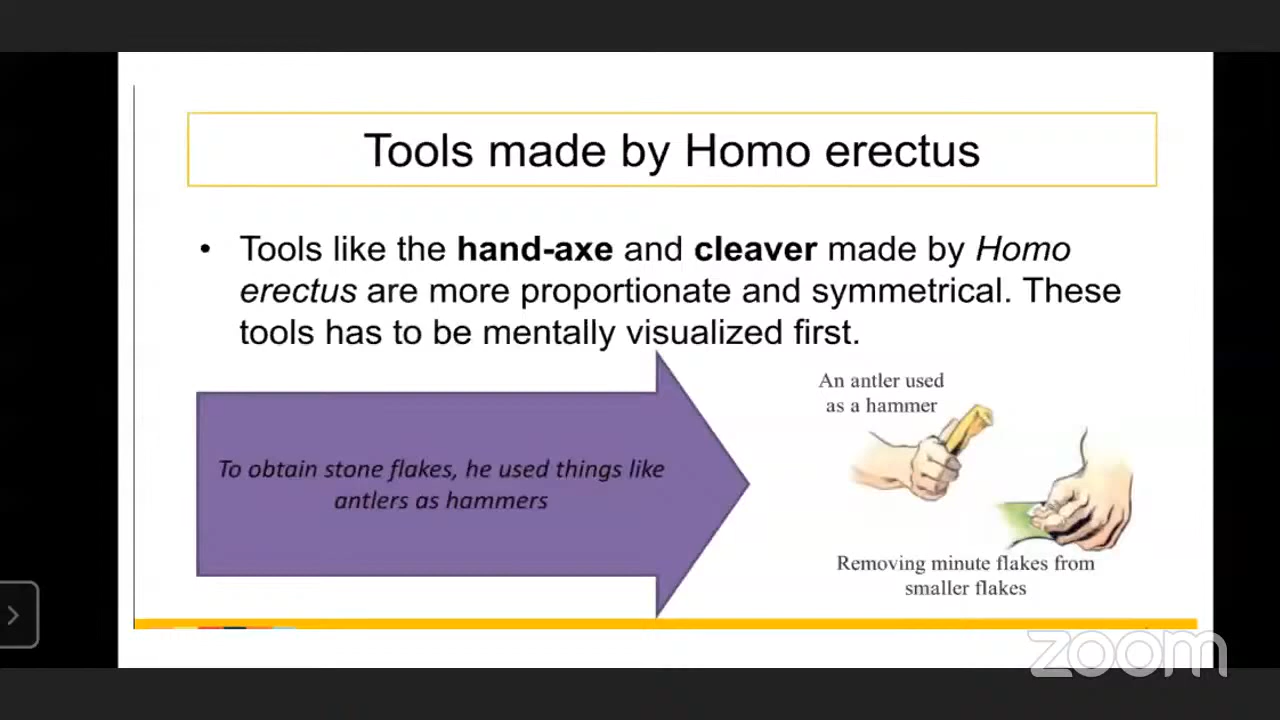 Tools made by Homo erectus
• Tools like the hand-axe and cleaver made by Homo
erectus are more proportionate and symmetrical. These
tools has to be mentally visualized first.
To obtain stone flakes, he used things like
antlers as hammers
An antler used
as a hammer
Removing minute flakes from
smaller flakes
zoom